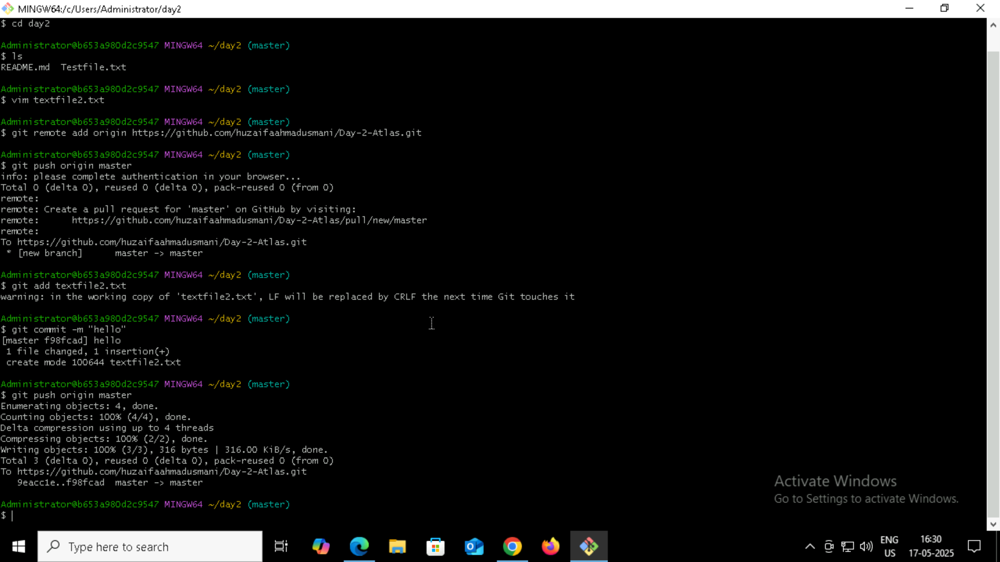 MINGW64:/c/Users/Administrator/day2
$ cd day2
Administrator@b653a980d2c9547 MINGW64 ~/day2 (master)
$ ls
README.md  Testfile.txt
Administrator@b653a980d2c9547 MINGW64 ~/day2 (master)
$ vim textfile2.txt
Administrator@b653a980d2c9547 MINGW64 ~/day2 (master)
$ git remote add origin https://github.com/huzaifaahmadusmani/Day-2-Atlas.git
Administrator@b653a980d2c9547 MINGW64 ~/day2 (master)
$ git push origin master
info: please complete authentication in your browser...
Total 0 (delta 0), reused 0 (delta 0), pack-reused 0 (from 0)
remote:
remote: Create a pull request for 'master' on GitHub by visiting:
remote:      https://github.com/huzaifaahmadusmani/Day-2-Atlas/pull/new/master
remote:
To https://github.com/huzaifaahmadusmani/Day-2-Atlas.git
 * [new branch]      master -> master
Administrator@b653a980d2c9547 MINGW64 ~/day2 (master)
$ git add textfile2.txt
warning: in the working copy of 'textfile2.txt', LF will be replaced by CRLF the next time Git touches it
Administrator@b653a980d2c9547 MINGW64 ~/day2 (master)
$ git commit -m "hello"
[master f98fcad] hello
 1 file changed, 1 insertion(+)
 create mode 100644 textfile2.txt
Administrator@b653a980d2c9547 MINGW64 ~/day2 (master)
$ git push origin master
Enumerating objects: 4, done.
Counting objects: 100% (4/4), done.
Delta compression using up to 4 threads
Compressing objects: 100% (2/2), done.
Writing objects: 100% (3/3), 316 bytes | 316.00 KiB/s, done.
Total 3 (delta 0), reused 0 (delta 0), pack-reused 0 (from 0)
To https://github.com/huzaifaahmadusmani/Day-2-Atlas.git
   9eacc1e..f98fcad  master -> master
Administrator@b653a980d2c9547 MINGW64 ~/day2 (master)
$
Activate Windows
Go to Settings to activate Windows.
Type here to search
ENG
US
16:30
17-05-2025